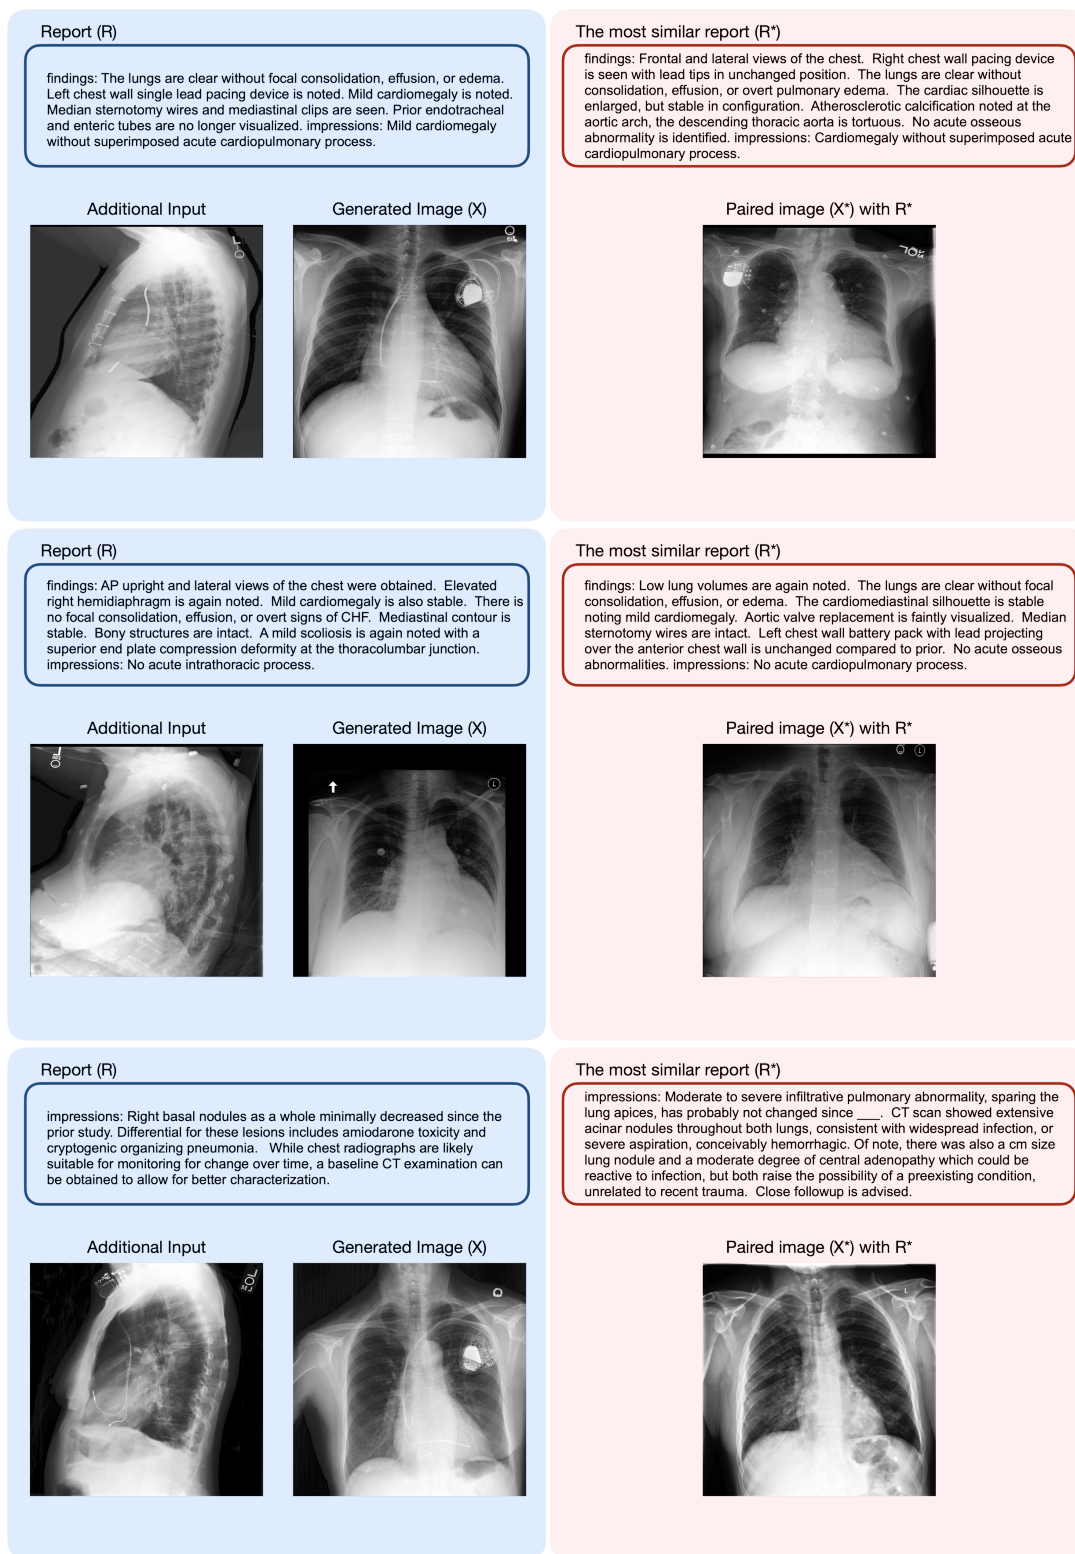 Report (R)
findings: The lungs are clear without focal consolidation, effusion, or edema.
Left chest wall single lead pacing device is noted. Mild cardiomegaly is noted.
Median sternotomy wires and mediastinal clips are seen. Prior endotracheal
and enteric tubes are no longer visualized. impressions: Mild cardiomegaly
without superimposed acute cardiopulmonary process.
The most similar report (R*)
findings: Frontal and lateral views of the chest. Right chest wall pacing device
is seen with lead tips in unchanged position. The lungs are clear without
consolidation, effusion, or overt pulmonary edema. The cardiac silhouette is
enlarged, but stable in configuration. Atherosclerotic calcification noted at the
aortic arch, the descending thoracic aorta is tortuous. No acute osseous
abnormality is identified. impressions: Cardiomegaly without superimposed acute
cardiopulmonary process.
Additional Input
Generated Image (X)
Paired image (X*) with R*
Report (R)
findings: AP upright and lateral views of the chest were obtained. Elevated
right hemidiaphragm is again noted. Mild cardiomegaly is also stable. There is
no focal consolidation, effusion, or overt signs of CHF. Mediastinal contour is
stable. Bony structures are intact. A mild scoliosis is again noted with a
superior end plate compression deformity at the thoracolumbar junction.
impressions: No acute intrathoracic process.
The most similar report (R*)
findings: Low lung volumes are again noted. The lungs are clear without focal
consolidation, effusion, or edema. The cardiomediastinal silhouette is stable
noting mild cardiomegaly. Aortic valve replacement is faintly visualized. Median
sternotomy wires are intact. Left chest wall battery pack with lead projecting
over the anterior chest wall is unchanged compared to prior. No acute osseous
abnormalities. impressions: No acute cardiopulmonary process.
Additional Input
Generated Image (X)
Paired image (X*) with R*
L
L
Report (R)
impressions: Right basal nodules as a whole minimally decreased since the
prior study. Differential for these lesions includes amiodarone toxicity and
cryptogenic organizing pneumonia. While chest radiographs are likely
suitable for monitoring for change over time, a baseline CT examination can
be obtained to allow for better characterization.
The most similar report (R*)
impressions: Moderate to severe infiltrative pulmonary abnormality, sparing the
lung apices, has probably not changed since ___. CT scan showed extensive
acinar nodules throughout both lungs, consistent with widespread infection, or
severe aspiration, conceivably hemorrhagic. Of note, there was also a cm size
lung nodule and a moderate degree of central adenopathy which could be
reactive to infection, but both raise the possibility of a preexisting condition,
unrelated to recent trauma. Close followup is advised.
Additional Input
Generated Image (X)
Paired image (X*) with R*
L